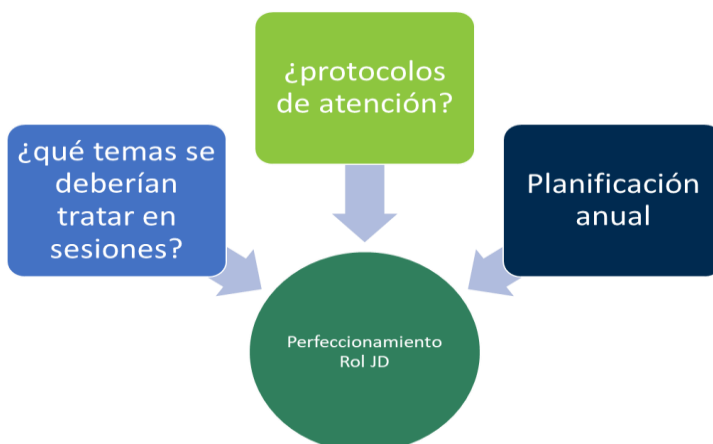 ¿protocolos
de atención?
¿qué temas se
deberían
tratar en
sesiones?
Planificación
anual
Perfeccionamiento
Rol JD